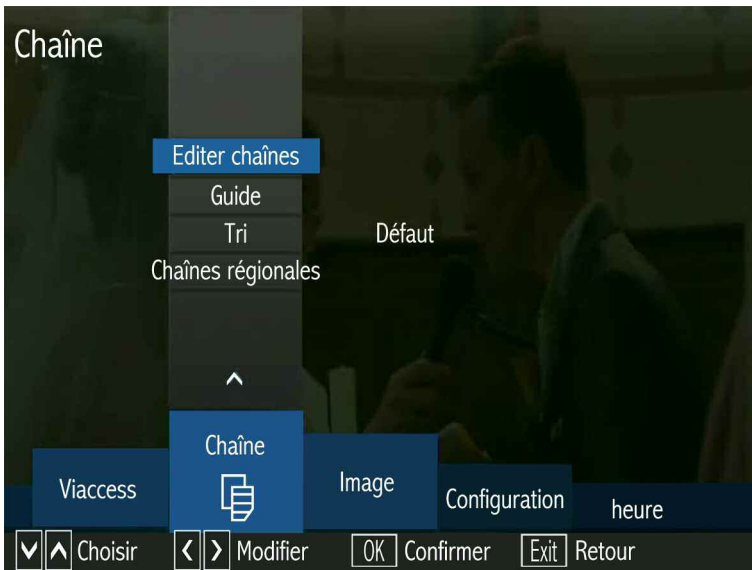 Chaîne
Editer chaînes
Guide
Tri Défaut
Chaînes régionales
Chaîne
Viaccess Image Configuration heure
Choisir Modifier OK Confirmer Exit Retour